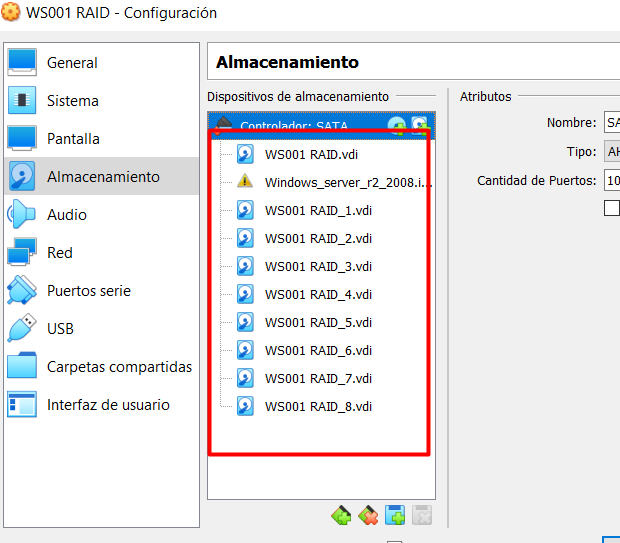 WS001 RAID - Configuración
General
Sistema
Pantalla
Almacenamiento
Audio
Red
Puertos serie
USB
Carpetas compartidas
Interfaz de usuario
Almacenamiento
Dispositivos de almacenamiento
Controlador: SATA
WS001 RAID.vdi
Windows_server_r2_2008.i...
WS001 RAID_1.vdi
WS001 RAID_2.vdi
WS001 RAID_3.vdi
WS001 RAID_4.vdi
WS001 RAID_5.vdi
WS001 RAID_6.vdi
WS001 RAID_7.vdi
WS001 RAID_8.vdi
Atributos
Nombre: SA
Tipo: AH
Cantidad de Puertos: 10